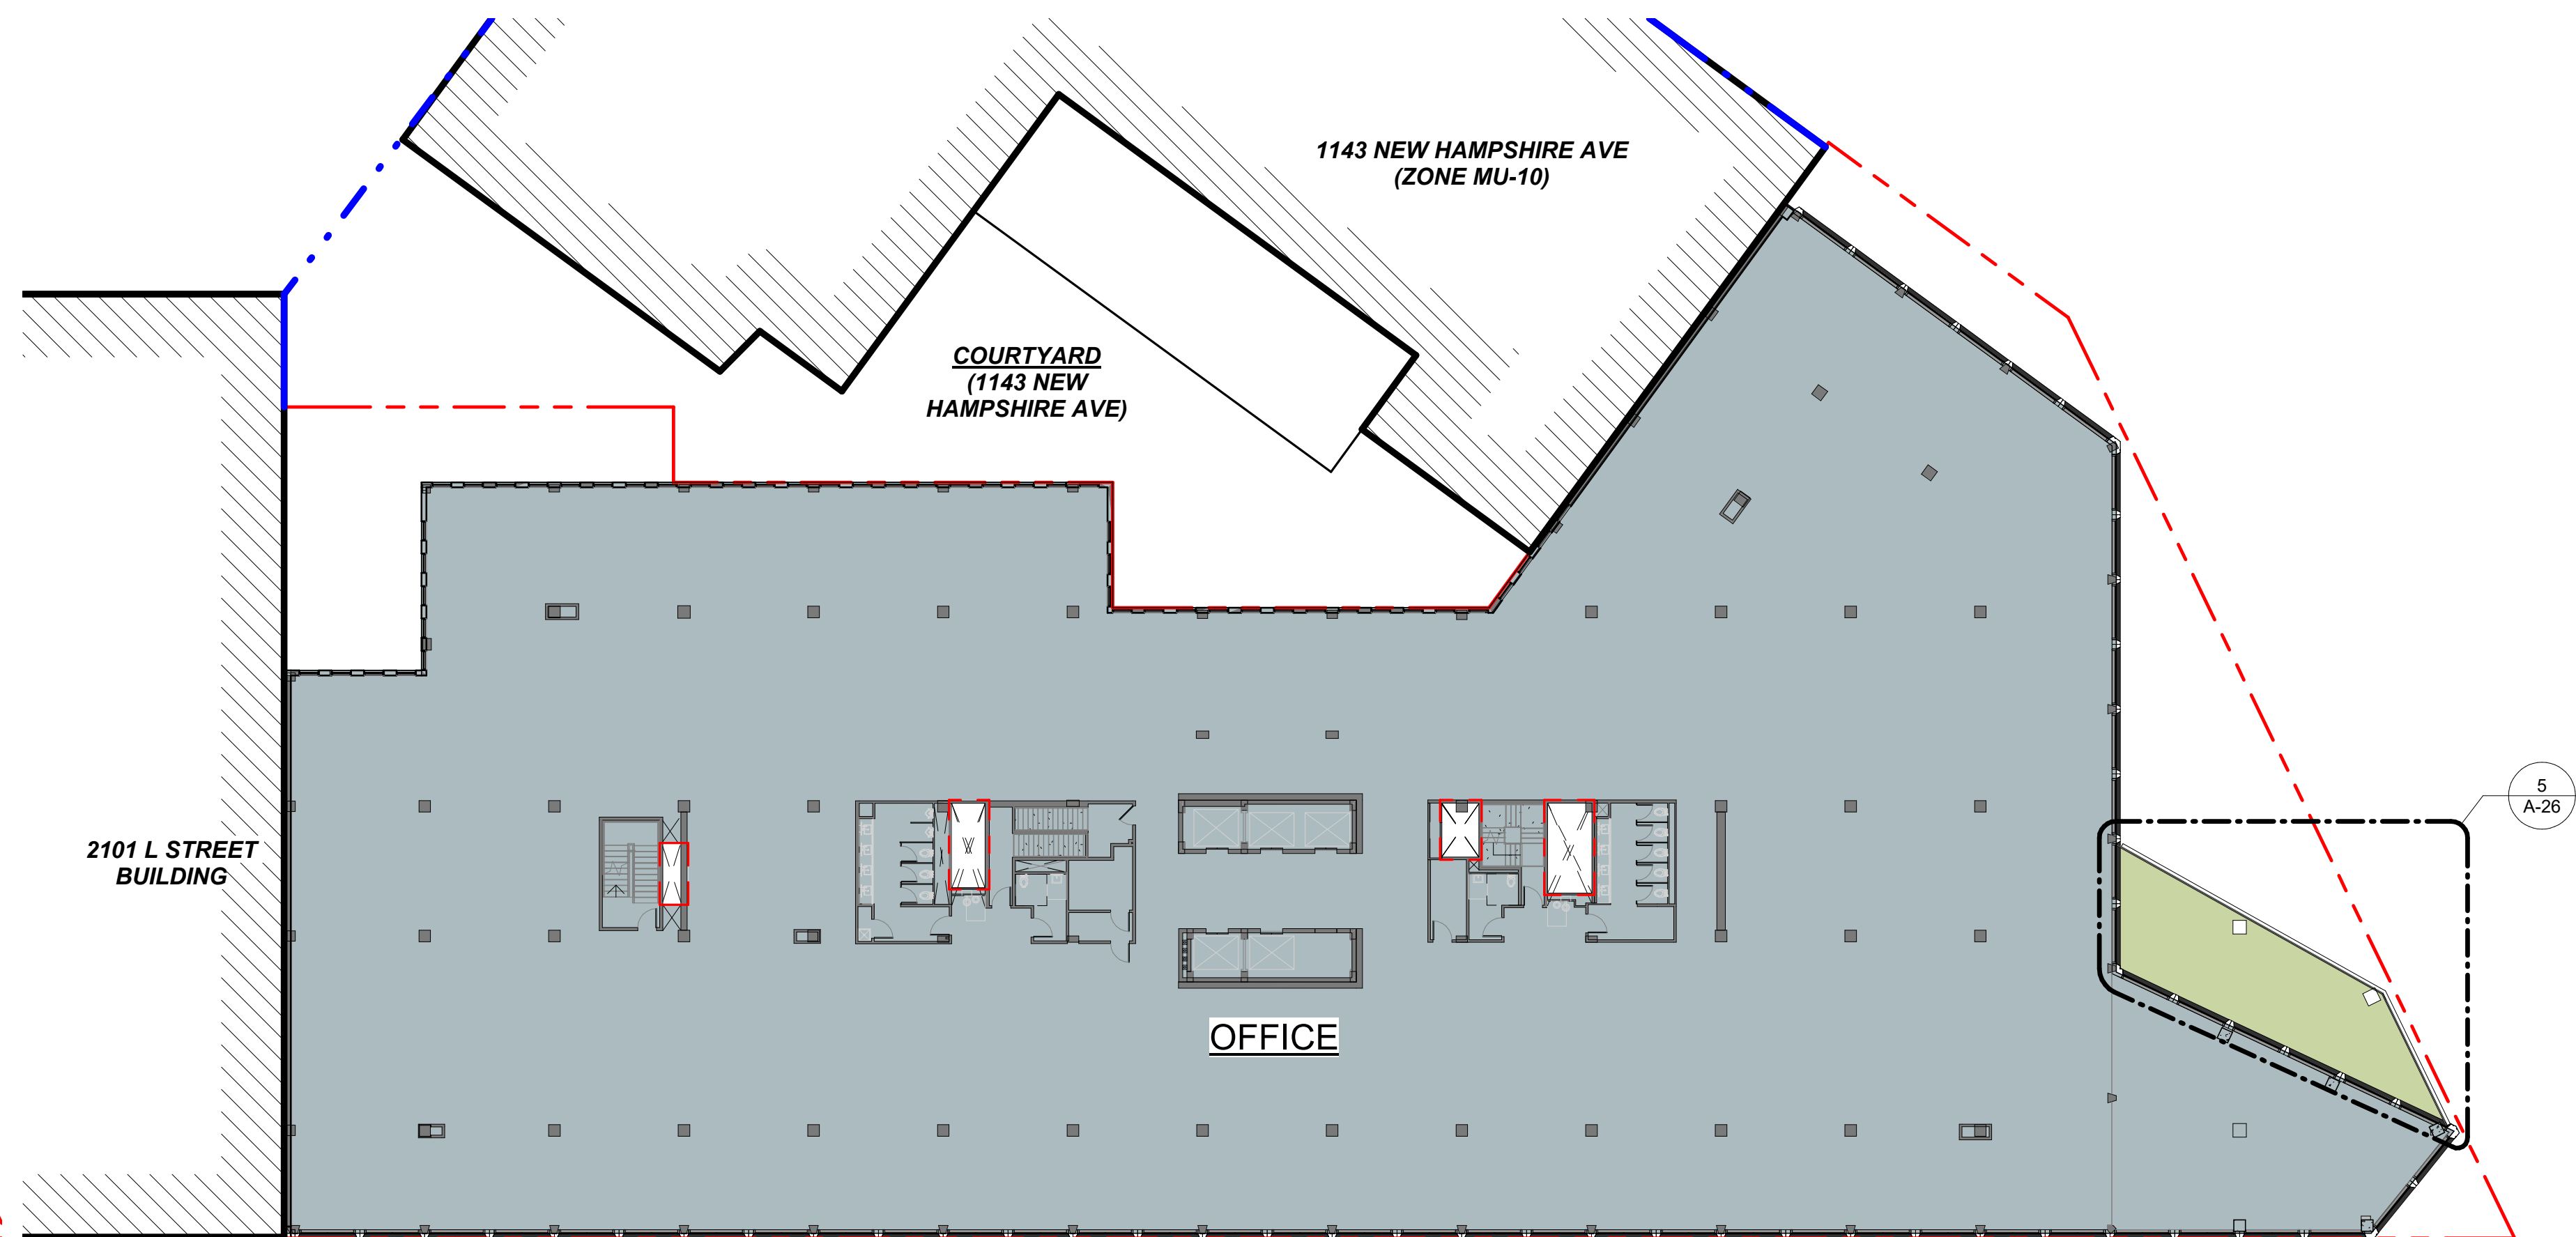 1143 NEW HAMPSHIRE AVE
(ZONE MU-10)
COURTYARD
(1143 NEW
HAMPSHIRE AVE)
5
A-26
2101 L STREET
BUILDING
OFFICE